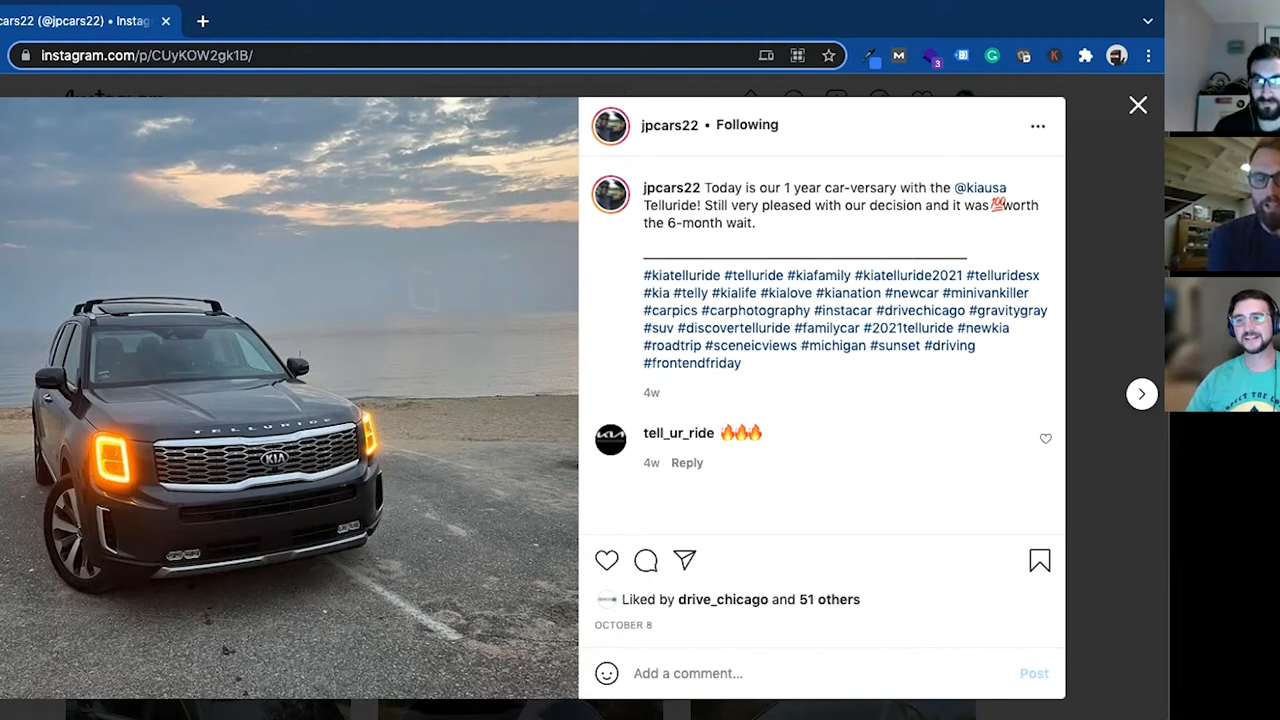 cars22 (@jpcars22) • Instag
instagram.com/p/CUyKOW2gk1B/
M
3
G
K
jpcars22 • Following
jpcars22 Today is our 1 year car-versary with the @kiausa
Telluride! Still very pleased with our decision and it was💯worth
the 6-month wait.
#kiatelluride #telluride #kiafamily #kiatelluride2021 #telluridesx
#kia #telly #kialife #kialove #kianation #newcar #minivankiller
#carpics #carphotography #instacar #drivechicago #gravitygray
#suv #discovertelluride #familycar #2021telluride #newkia
#roadtrip #sceneicviews #michigan #sunset #driving
#frontendfriday
4w
tell_ur_ride 🔥🔥🔥
4w Reply
Liked by drive_chicago and 51 others
OCTOBER 8
Add a comment...
Post
TELLURIDE
KIA